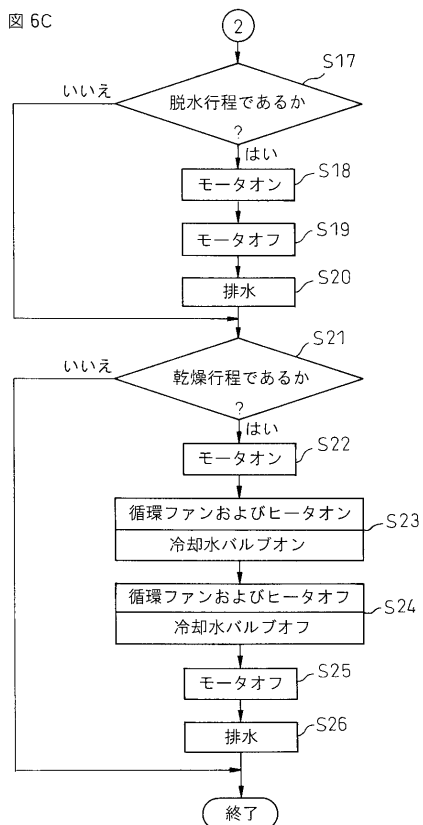 図 6C
2
S17
いいえ
脱水行程であるか
?
はい
S18
モータオン
S19
モータオフ
S20
排水
S21
いいえ
乾燥行程であるか
?
はい
S22
モータオン
循環ファンおよびヒータオン
S23
冷却水バルブオン
循環ファンおよびヒータオフ
S24
冷却水バルブオフ
S25
モータオフ
S26
排水
終了